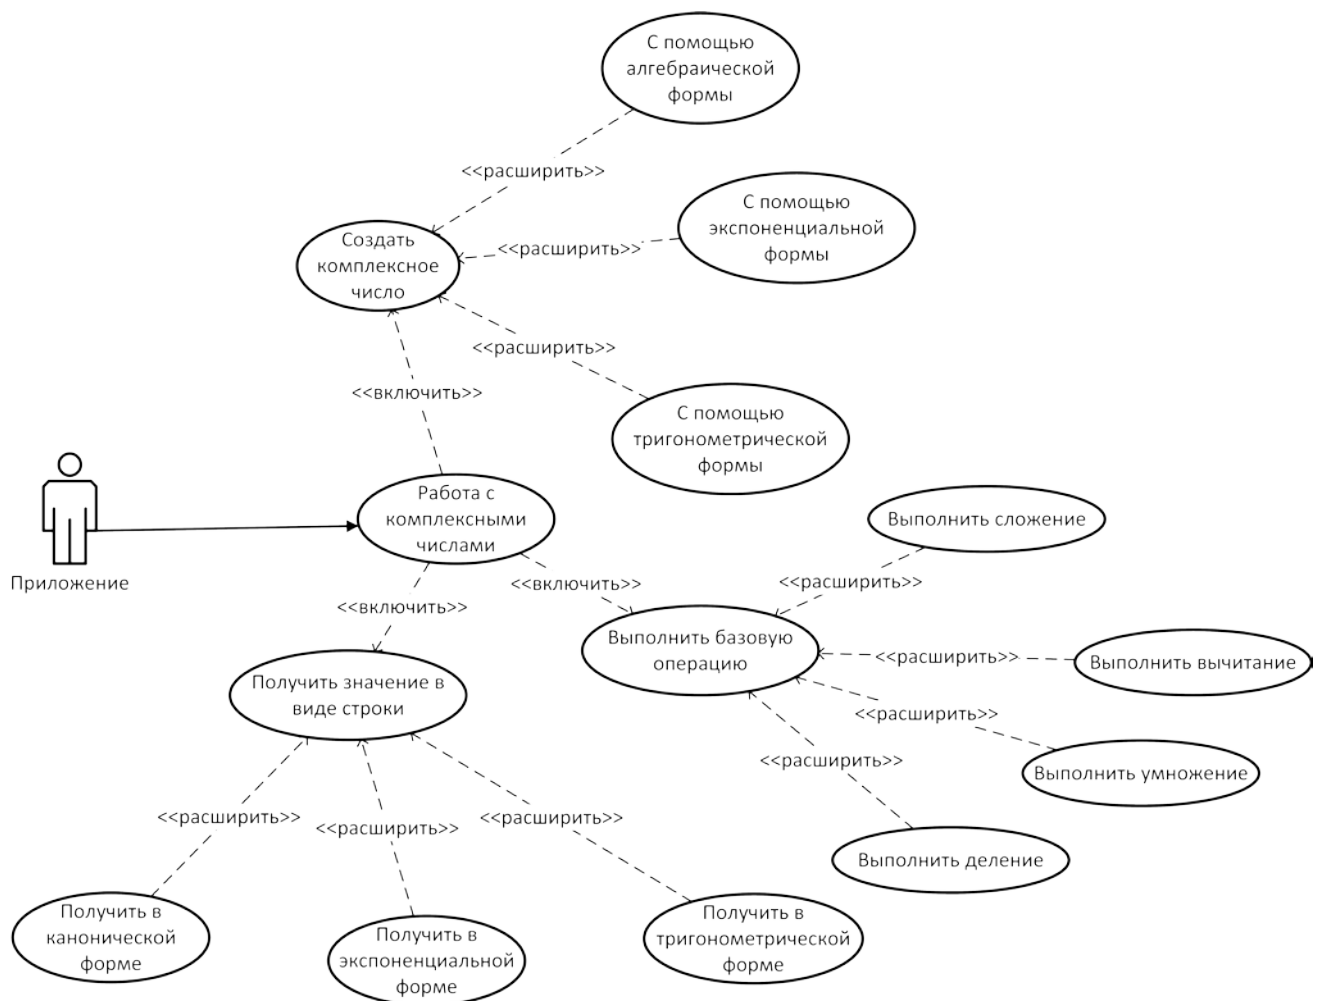 С помощью
алгебраической
формы
<<расширить>>
С помощью
экспоненциальной
формы
<<расширить>>
Создать
комплексное
число
<<расширить>>
<<включить>>
С помощью
тригонометрической
формы
Приложение
Работа с
комплексными
числами
Выполнить сложение
<<расширить>>
<<включить>>
<<включить>>
Выполнить базовую
операцию
<<расширить>>
Выполнить вычитание
Получить значение в
виде строки
<<расширить>>
Выполнить умножение
<<расширить>>
Выполнить деление
<<расширить>>
<<расширить>>
<<расширить>>
Получить в
канонической
форме
Получить в
экспоненциальной
форме
Получить в
тригонометрической
форме